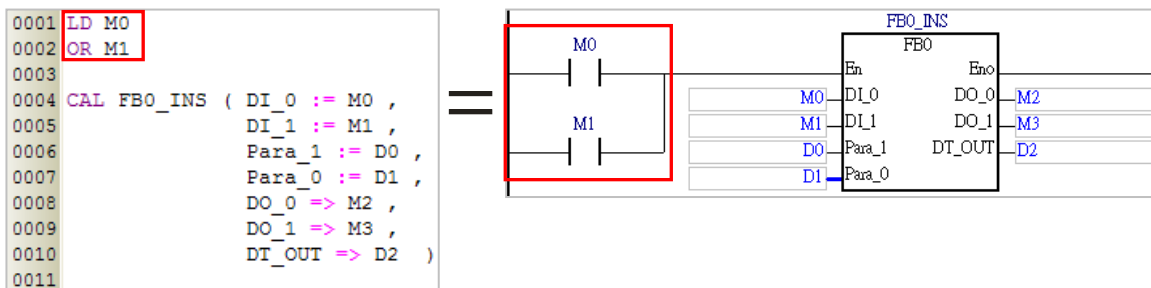 0001 LD M0
0002 OR M1
0003
0004 CAL FB0_INS ( DI_0 := M0 ,
0005 DI_1 := M1 ,
0006 Para_1 := D0 ,
0007 Para_0 := D1 ,
0008 DO_0 => M2 ,
0009 DO_1 => M3 ,
0010 DT_OUT => D2 )
0011
=
FB0_INS
M0 FB0
En Eno
M0 DI_0 DO_0 M2
M1 M1 DI_1 DO_1 M3
D0 Para_1 DT_OUT D2
D1 Para_0